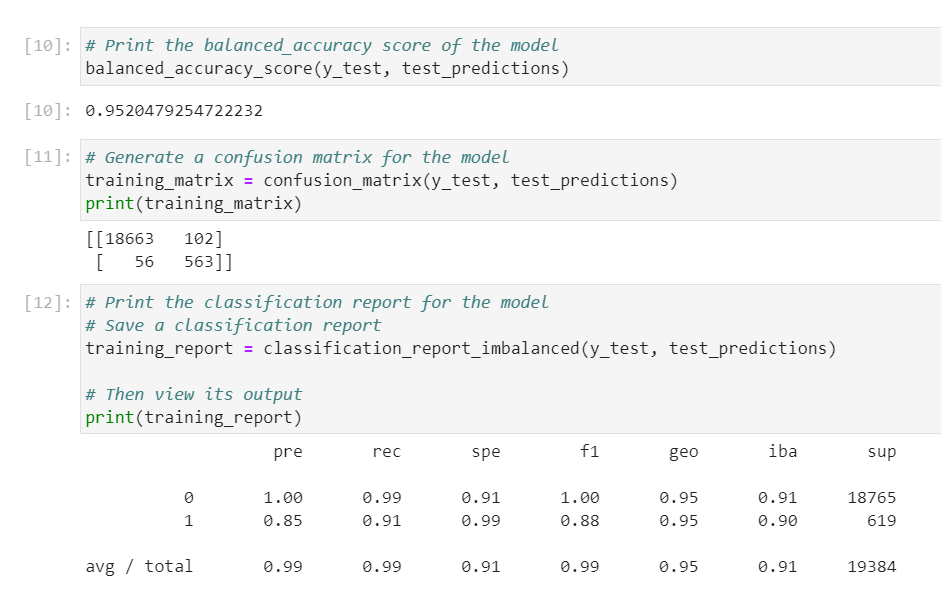 [10]: # Print the balanced_accuracy score of the model
balanced_accuracy_score(y_test, test_predictions)
[10]: 0.9520479254722232
[11]: # Generate a confusion matrix for the model
training_matrix = confusion_matrix(y_test, test_predictions)
print(training_matrix)
[[18663   102]
 [   56   563]]
[12]: # Print the classification report for the model
# Save a classification report
training_report = classification_report_imbalanced(y_test, test_predictions)
# Then view its output
print(training_report)
pre rec spe f1 geo iba sup
0 1.00 0.99 0.91 1.00 0.95 0.91 18765
1 0.85 0.91 0.99 0.88 0.95 0.90 619
avg / total 0.99 0.99 0.91 0.99 0.95 0.91 19384